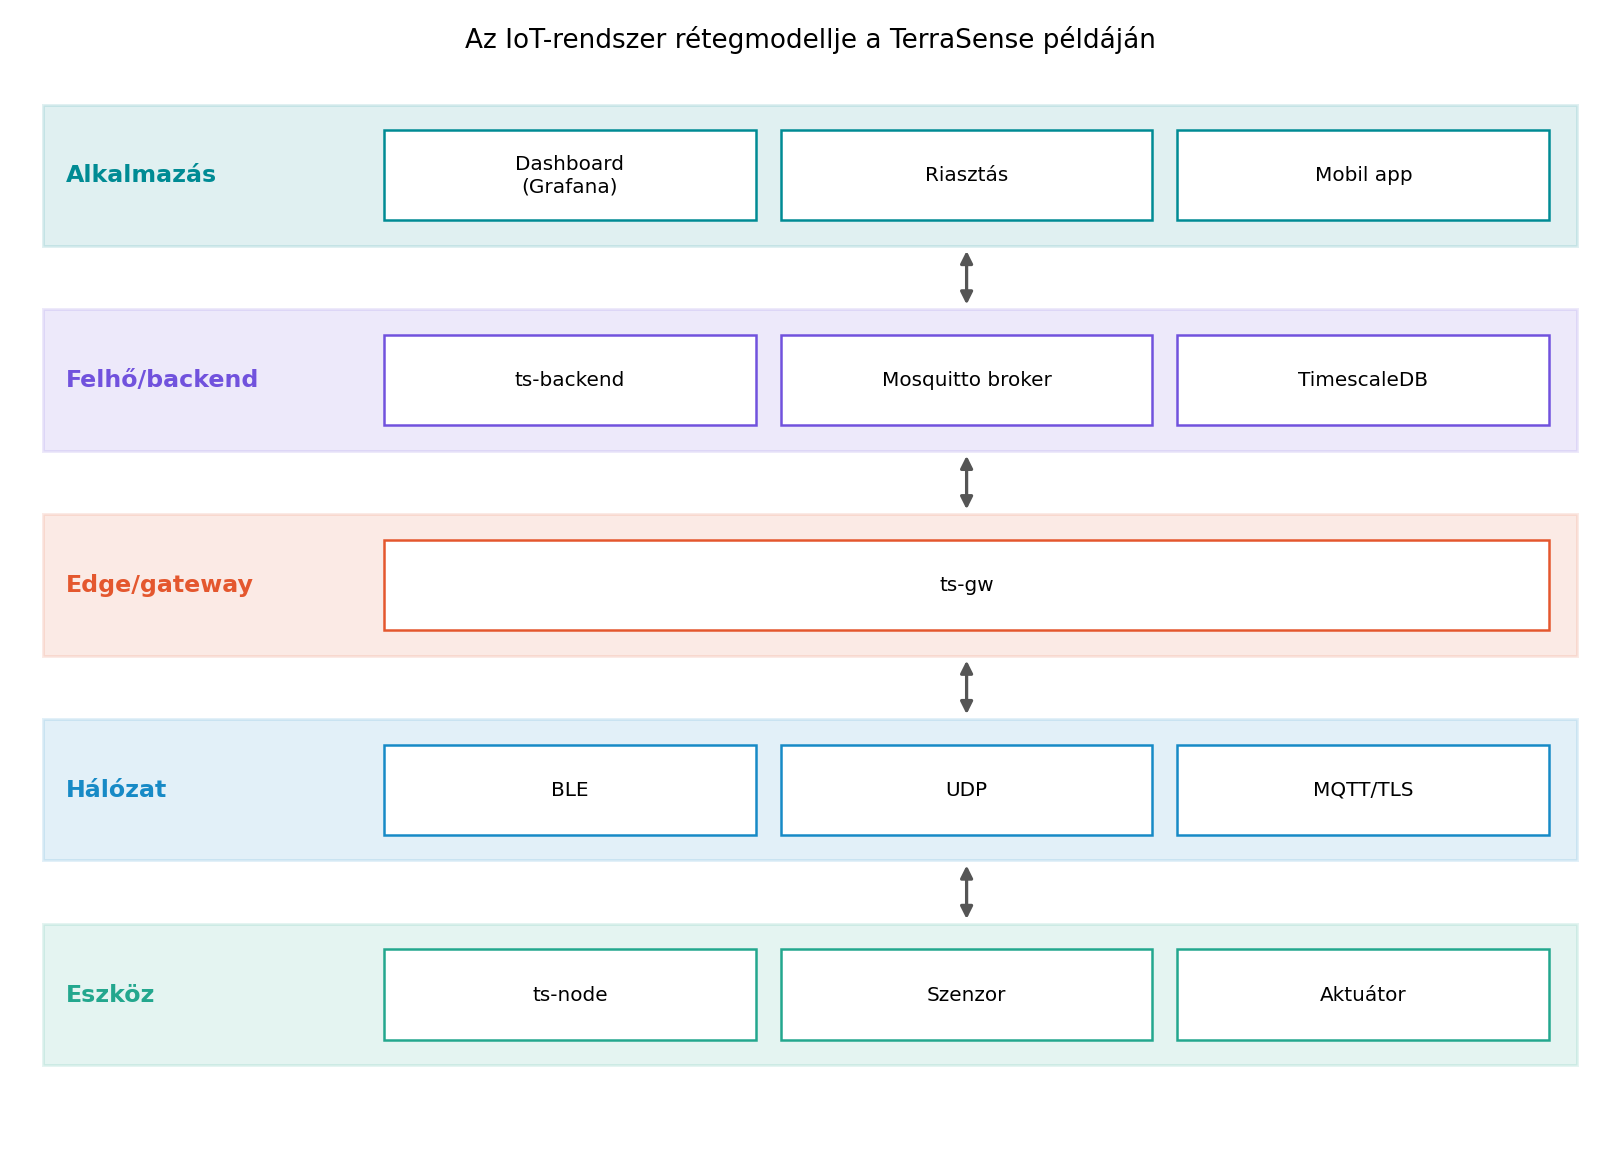 Az IoT-rendszer rétegmodellje a TerraSense példáján
Alkalmazás
Dashboard
(Grafana)
Riasztás
Mobil app
Felhő/backend
ts-backend
Mosquitto broker
TimescaleDB
Edge/gateway
ts-gw
Hálózat
BLE
UDP
MQTT/TLS
Eszköz
ts-node
Szenzor
Aktuátor